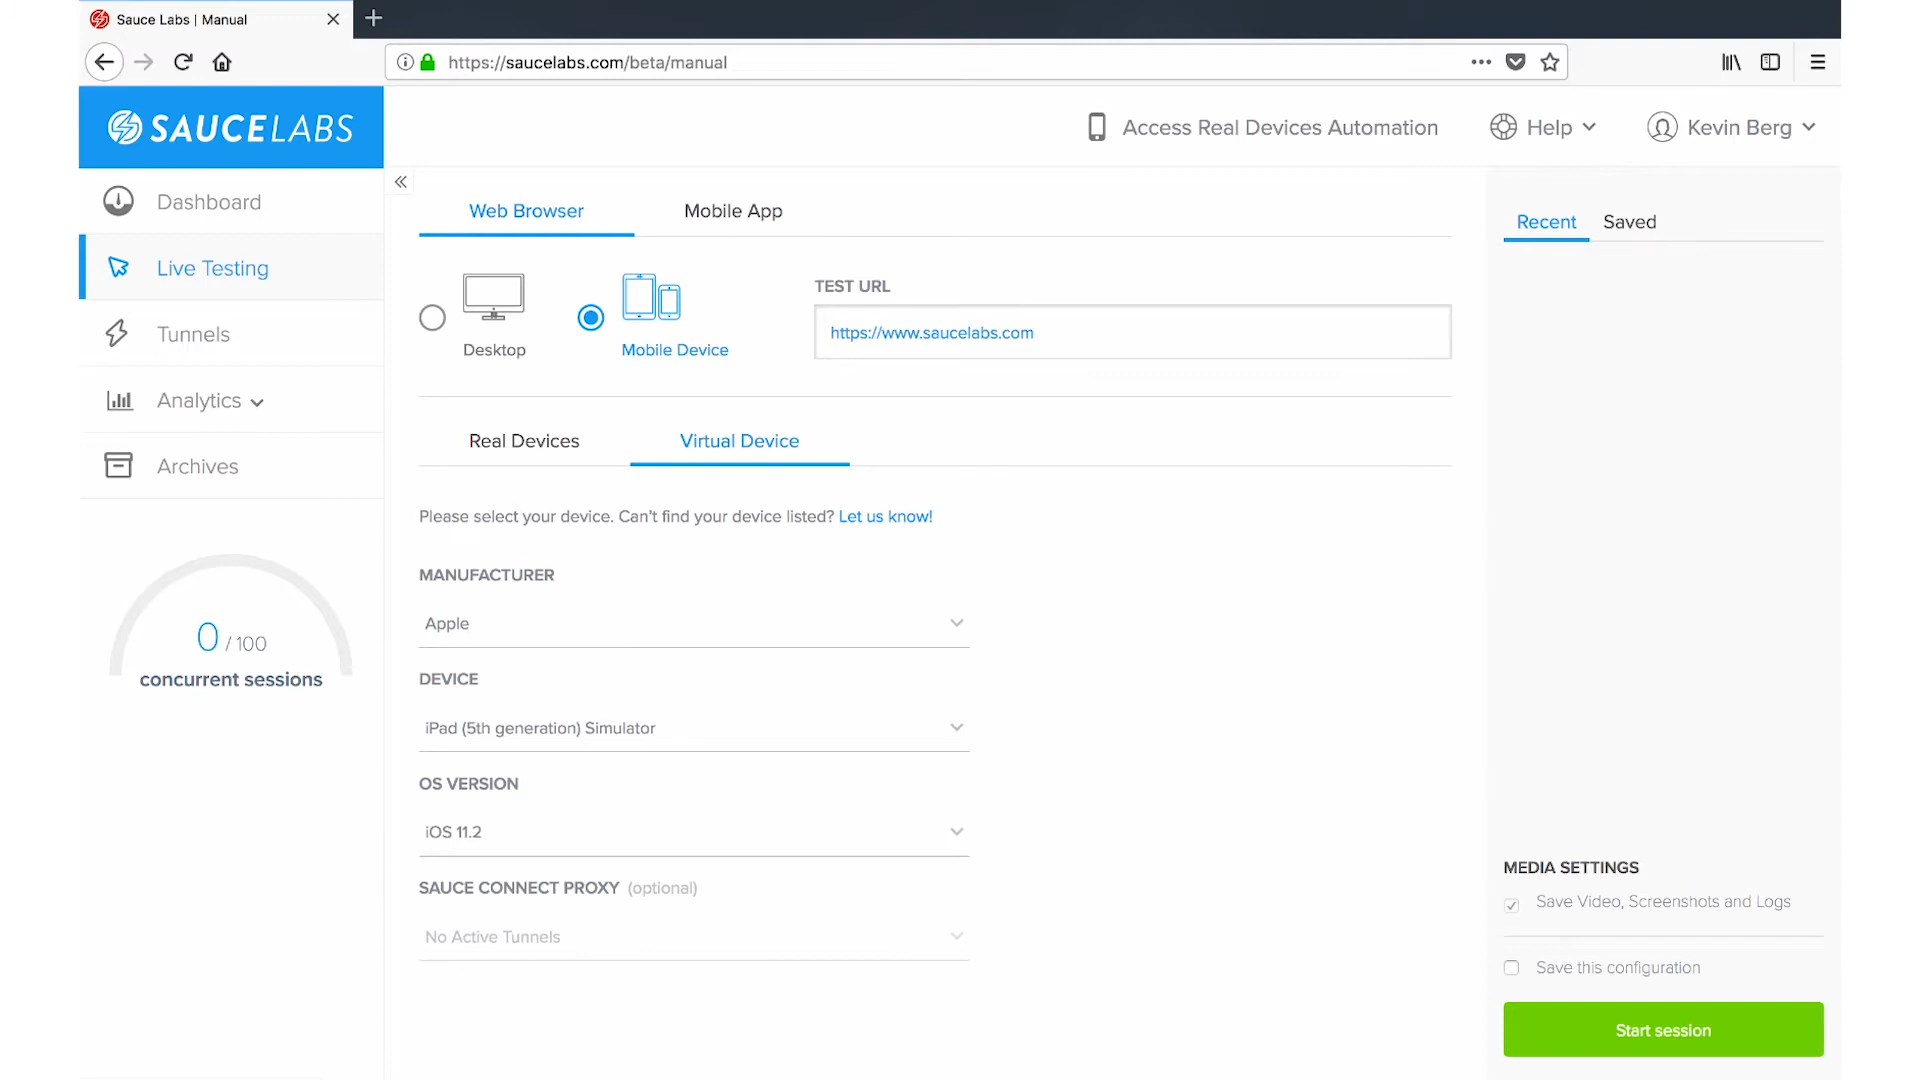 Sauce Labs | Manual
https://saucelabs.com/beta/manual
SAUCELABS
Access Real Devices Automation
Help
Kevin Berg
Dashboard
Live Testing
Tunnels
Analytics
Archives
0 / 100
concurrent sessions
Web Browser
Mobile App
Desktop
Mobile Device
TEST URL
https://www.saucelabs.com
Real Devices
Virtual Device
Please select your device. Can't find your device listed? Let us know!
MANUFACTURER
Apple
DEVICE
iPad (5th generation) Simulator
OS VERSION
iOS 11.2
SAUCE CONNECT PROXY (optional)
No Active Tunnels
Recent
Saved
MEDIA SETTINGS
Save Video, Screenshots and Logs
Save this configuration
Start session